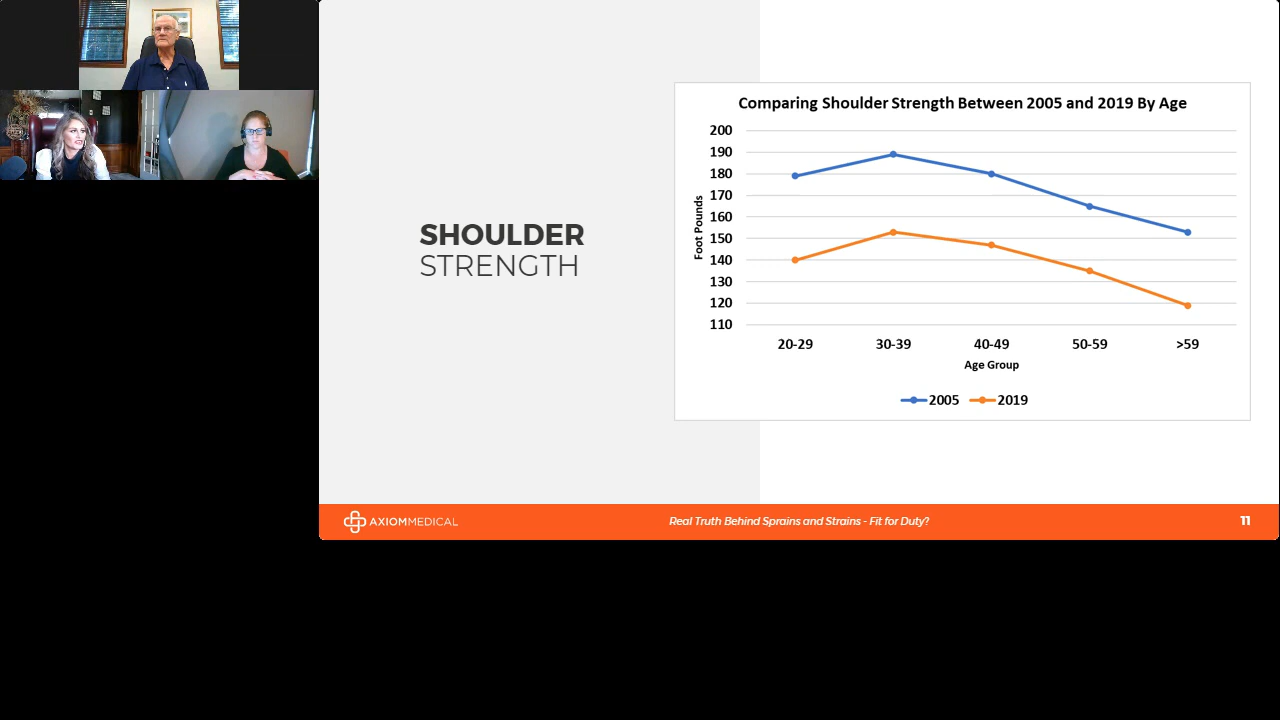 SHOULDER
STRENGTH
Comparing Shoulder Strength Between 2005 and 2019 By Age
200
190
180
170
160
150
140
130
120
110
Foot Pounds
20-29 30-39 40-49 50-59 >59
Age Group
2005 2019
AXIOMMEDICAL
Real Truth Behind Sprains and Strains - Fit for Duty?
11